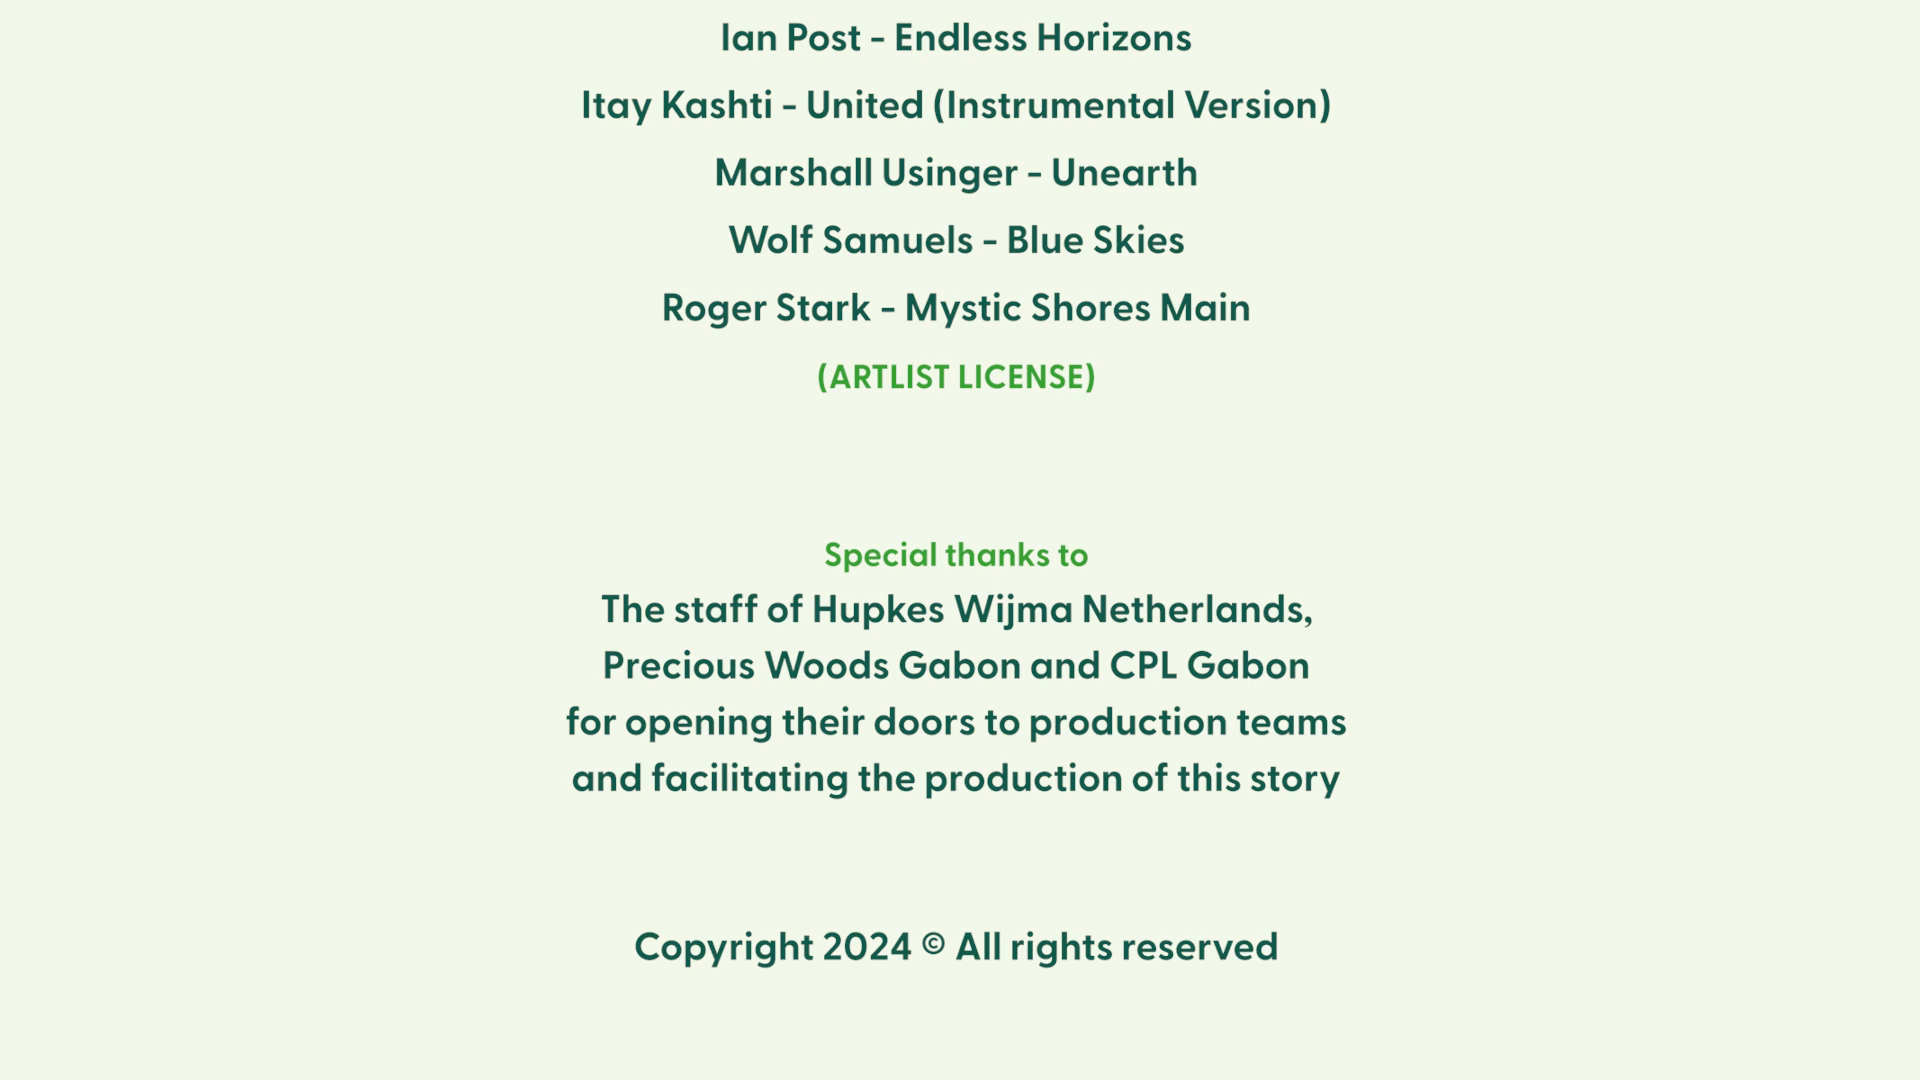 Ian Post - Endless Horizons
Itay Kashti - United (Instrumental Version)
Marshall Usinger - Unearth
Wolf Samuels - Blue Skies
Roger Stark - Mystic Shores Main
(ARTLIST LICENSE)
Special thanks to
The staff of Hupkes Wijma Netherlands,
Precious Woods Gabon and CPL Gabon
for opening their doors to production teams
and facilitating the production of this story
Copyright 2024 © All rights reserved